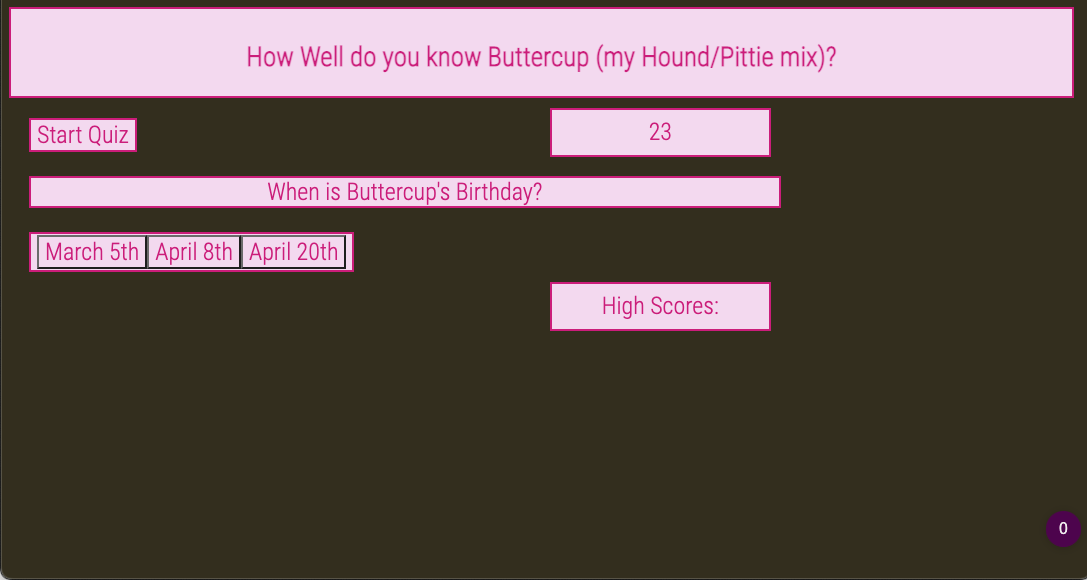 How Well do you know Buttercup (my Hound/Pittie mix)?
Start Quiz
23
When is Buttercup's Birthday?
March 5th April 8th April 20th
High Scores:
0